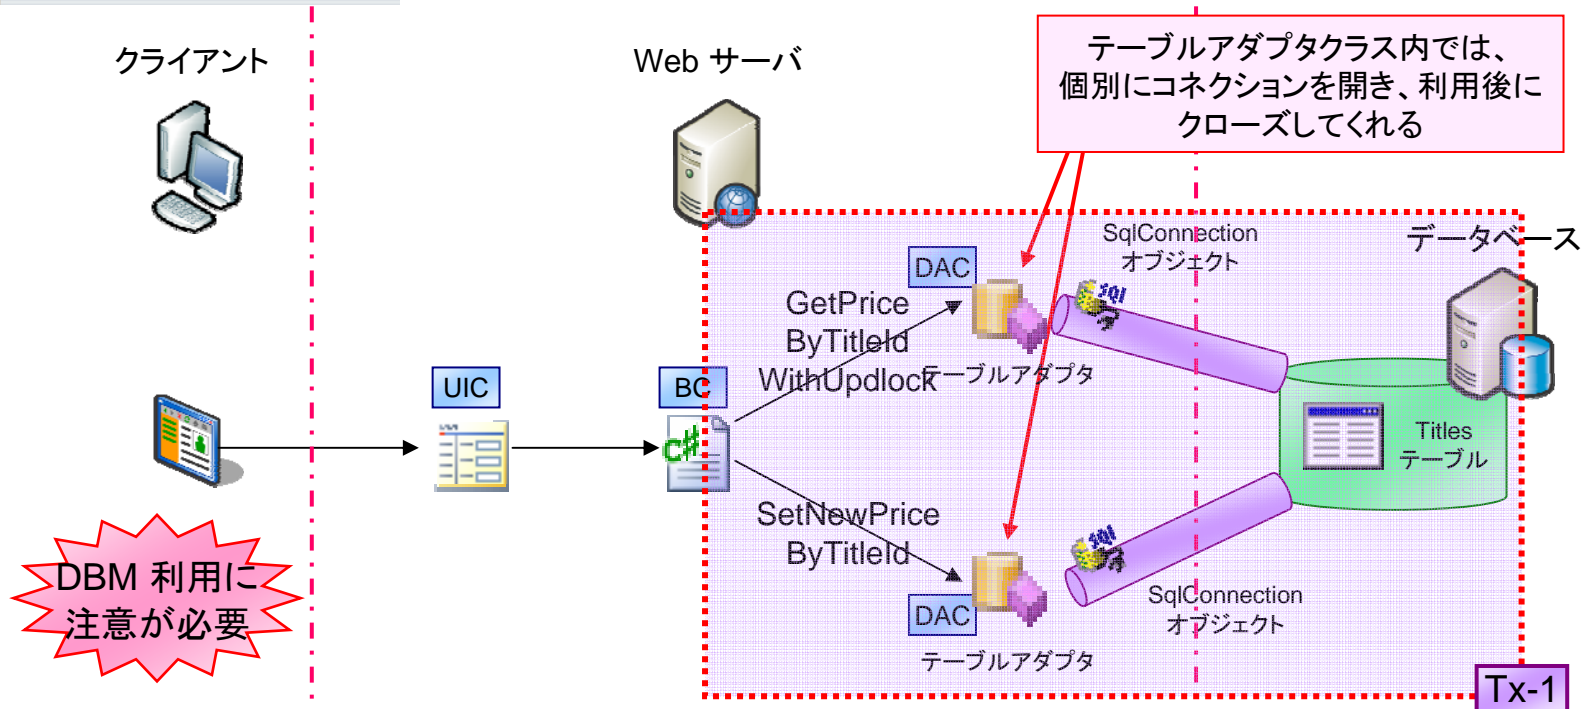 クライアント
Web サーバ
テーブルアダプタクラス内では、
個別にコネクションを開き、利用後に
クローズしてくれる
SqlConnection
オブジェクト
データベース
DAC
GetPrice
ByTitleId
WithUpdlock
テーブルアダプタ
SQL
UIC
BC
C#
Titles
テーブル
SetNewPrice
ByTitleId
SQL
DAC
テーブルアダプタ
SqlConnection
オブジェクト
DBM 利用に
注意が必要
Tx-1